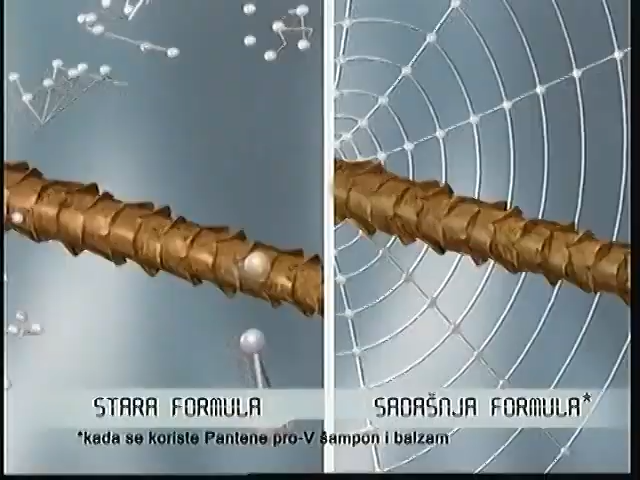 STARA FORMULA
SADAŠNJA FORMULA*
*kada se koriste Pantene pro-V šampon i balzam